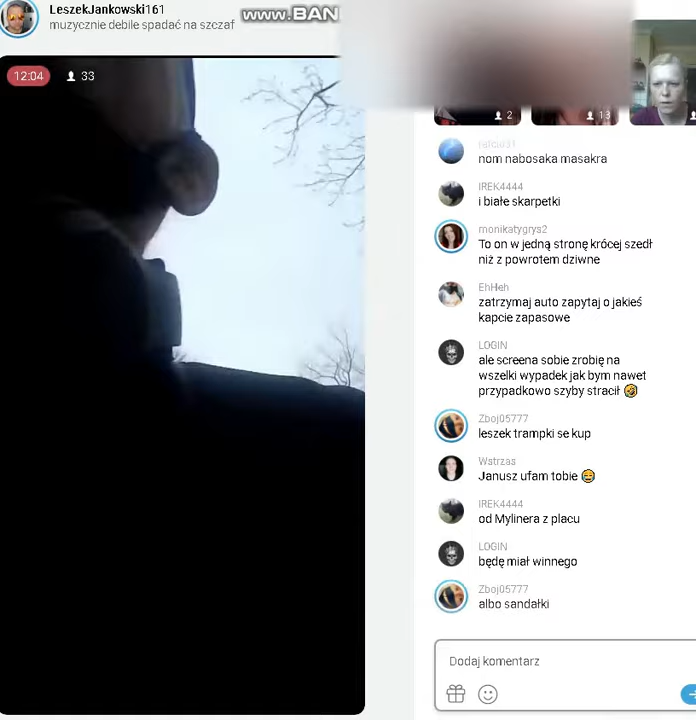 LeszekJankowski161
muzycznie debile spadać na szczaf
www.BAN
12:04
33
2
13
nom nabosaka masakra
IREK4444
i białe skarpetki
monikatygrys2
To on w jedną stronę krócej szedł
niż z powrotem dziwne
EhHeh
zatrzymaj auto zapytaj o jakieś
kapcie zapasowe
LOGIN
ale screena sobie zrobię na
wszelki wypadek jak bym nawet
przypadkowo szyby stracił 🤣
Zboj05777
leszek trampki se kup
Wstrzas
Janusz ufam tobie 😂
IREK4444
od Mylinera z placu
LOGIN
będę miał winnego
Zboj05777
albo sandałki
Dodaj komentarz